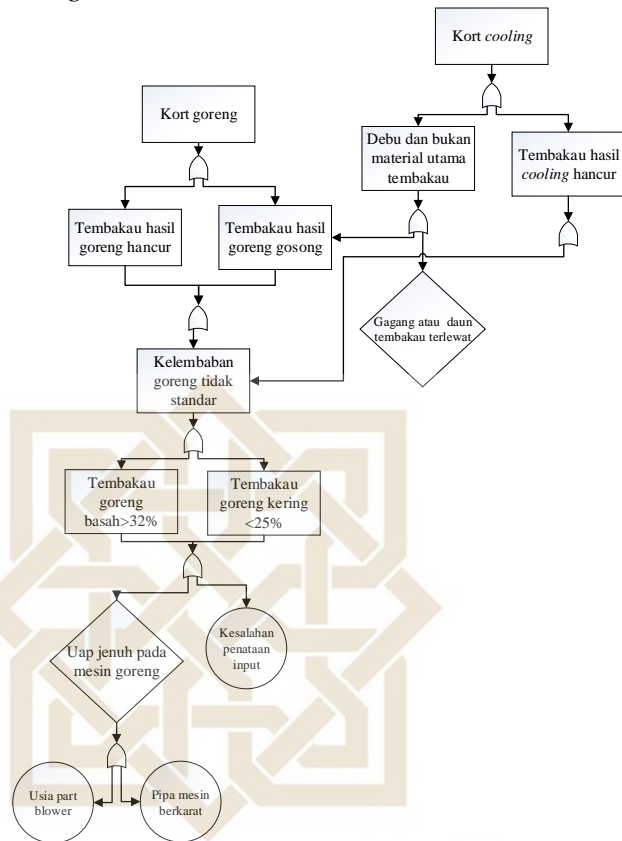 Kort cooling
Kort goreng
Debu dan bukan
material utama
tembakau
Tembakau hasil
cooling hancur
Tembakau hasil
goreng hancur
Tembakau hasil
goreng gosong
Gagang atau daun
tembakau terlewat
Kelembaban
goreng tidak
standar
Tembakau
goreng
basah>32%
Tembakau
goreng kering
<25%
Kesalahan
penataan
input
Uap jenuh pada
mesin goreng
Usia part
blower
Pipa mesin
berkarat